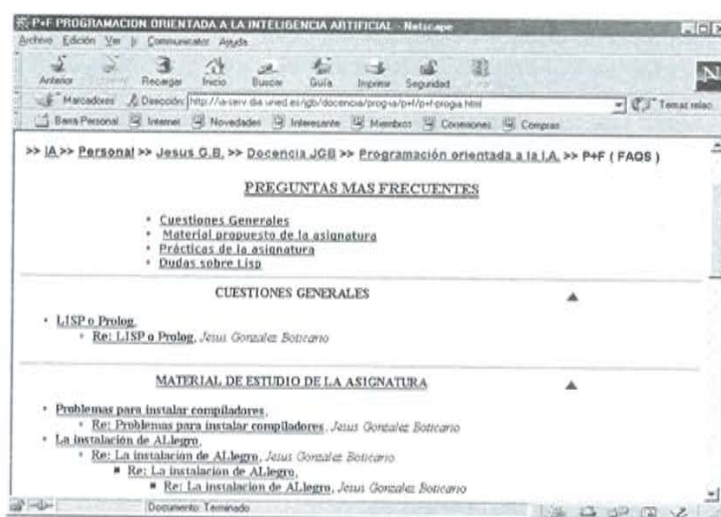 P+F PROGRAMACION ORIENTADA A LA INTELIGENCIA ARTIFICIAL - Netscape
Archivo Edición Ver Ir Communicator Ayuda
Anterior Recargar Inicio Buscar Guía Imprimir Seguridad
Marcadores Dirección: http://ia-serv.dia.uned.es/jgb/docencia/prog-ia/p+f/p+f-progia.html Temas relac.
Barra Personal Internet Novedades Interesante Miembros Conexiones Compras
>> IA >> Personal >> Jesus G.B. >> Docencia JGB >> Programación orientada a la I.A. >> P+F ( FAQS )
PREGUNTAS MAS FRECUENTES
• Cuestiones Generales
• Material propuesto de la asignatura
• Prácticas de la asignatura
• Dudas sobre Lisp
CUESTIONES GENERALES
• LISP o Prolog,
• Re: LISP o Prolog, Jesus Gonzalez Boticario
MATERIAL DE ESTUDIO DE LA ASIGNATURA
• Problemas para instalar compiladores,
• Re: Problemas para instalar compiladores, Jesus Gonzalez Boticario
• La instalación de ALlegro,
• Re: La instalación de ALlegro, Jesus Gonzalez Boticario
▪ Re: La instalación de ALlegro,
▪ Re: La instalacion de ALlegro, Jesus Gonzalez Boticario
Documento: Terminado